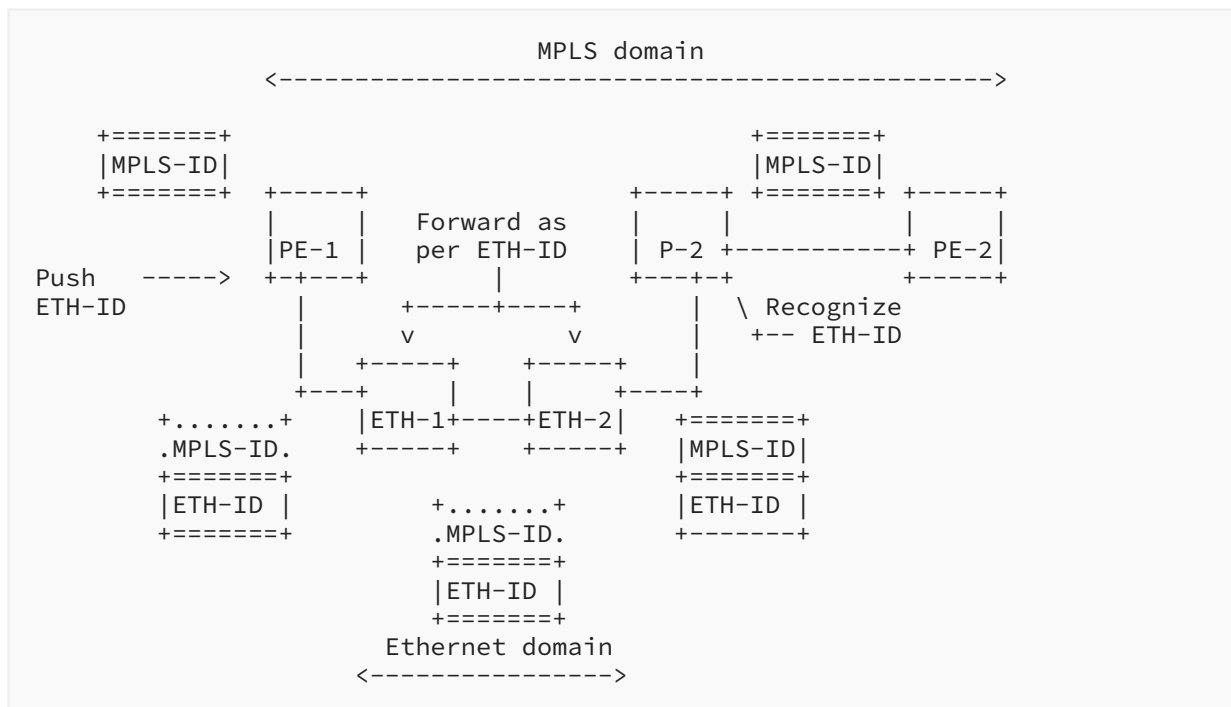 MPLS domain
               <----------------------------------------------->

    +=======+                                  +=======+
    |MPLS-ID|                                  |MPLS-ID|
    +=======+  +-----+                 +-----+ +=======+ +-----+
               |     |   Forward as    |     |           |     |
               |PE-1 |   per ETH-ID    | P-2 +-----------+ PE-2|
Push   ----->  +-+---+        |        +---+-+           +-----+
ETH-ID           |      +-----+----+       |  \ Recognize
                 |      v          v       |   +-- ETH-ID
                 |   +-----+    +-----+    |
                 +---+     |    |     +----+
        +.......+    |ETH-1+----+ETH-2|   +=======+
        .MPLS-ID.    +-----+    +-----+   |MPLS-ID|
        +=======+                         +=======+
        |ETH-ID |         +.......+       |ETH-ID |
        +=======+         .MPLS-ID.       +-------+
                          +=======+
                          |ETH-ID |
                          +=======+
                       Ethernet domain
                     <---------------->